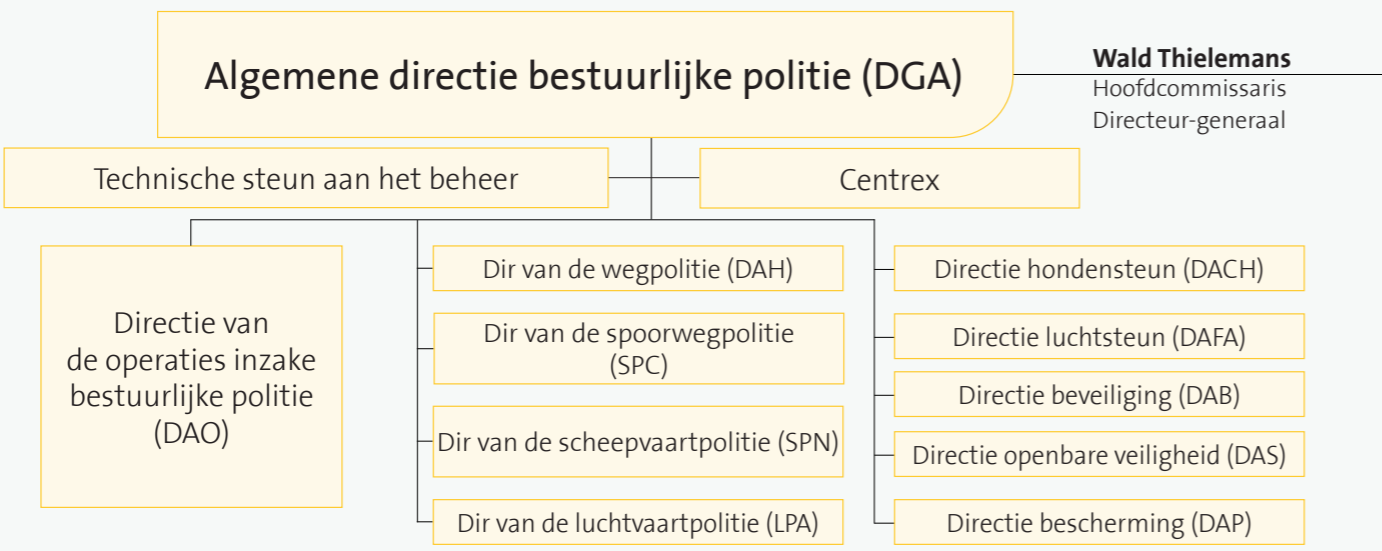 Algemene directie bestuurlijke politie (DGA)
Wald Thielemans
Hoofdcommissaris
Directeur-generaal
Technische steun aan het beheer
Centrex
Directie van
de operaties inzake
bestuurlijke politie
(DAO)
Dir van de wegpolitie (DAH)
Dir van de spoorwegpolitie
(SPC)
Dir van de scheepvaartpolitie (SPN)
Dir van de luchtvaartpolitie (LPA)
Directie hondensteun (DACH)
Directie luchtsteun (DAFA)
Directie beveiliging (DAB)
Directie openbare veiligheid (DAS)
Directie bescherming (DAP)